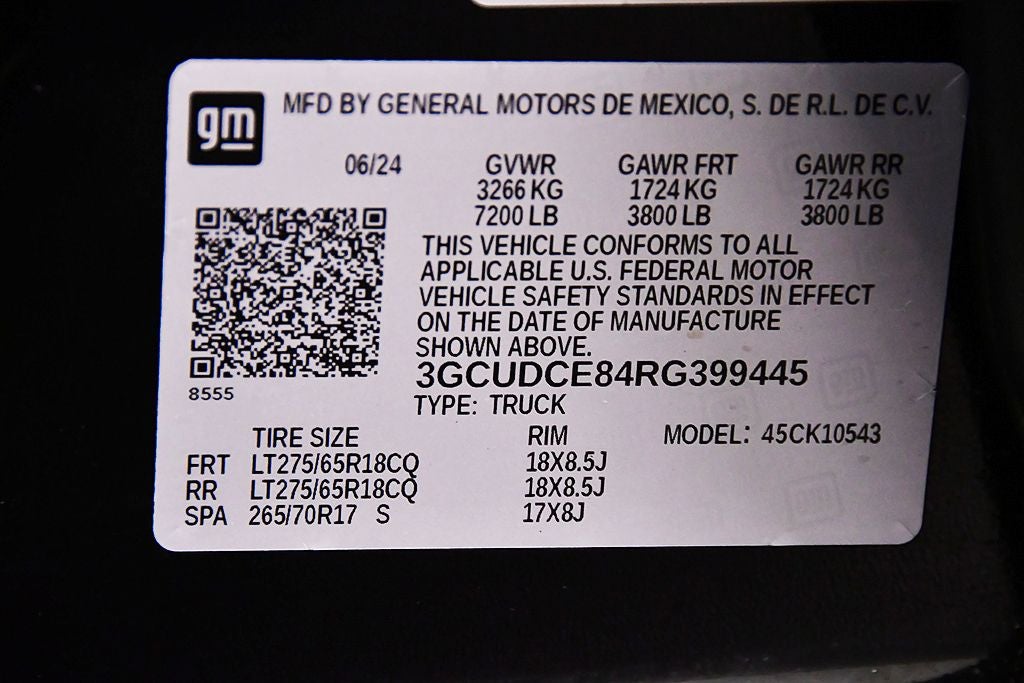 gm
MFD BY GENERAL MOTORS DE MEXICO, S. DE R.L. DE C.V.
06/24 GVWR GAWR FRT GAWR RR
3266 KG 1724 KG 1724 KG
7200 LB 3800 LB 3800 LB
THIS VEHICLE CONFORMS TO ALL
APPLICABLE U.S. FEDERAL MOTOR
VEHICLE SAFETY STANDARDS IN EFFECT
ON THE DATE OF MANUFACTURE
SHOWN ABOVE.
3GCUDCE84RG399445
8555
TYPE: TRUCK
TIRE SIZE RIM MODEL: 45CK10543
FRT LT275/65R18CQ 18X8.5J
RR LT275/65R18CQ 18X8.5J
SPA 265/70R17 S 17X8J